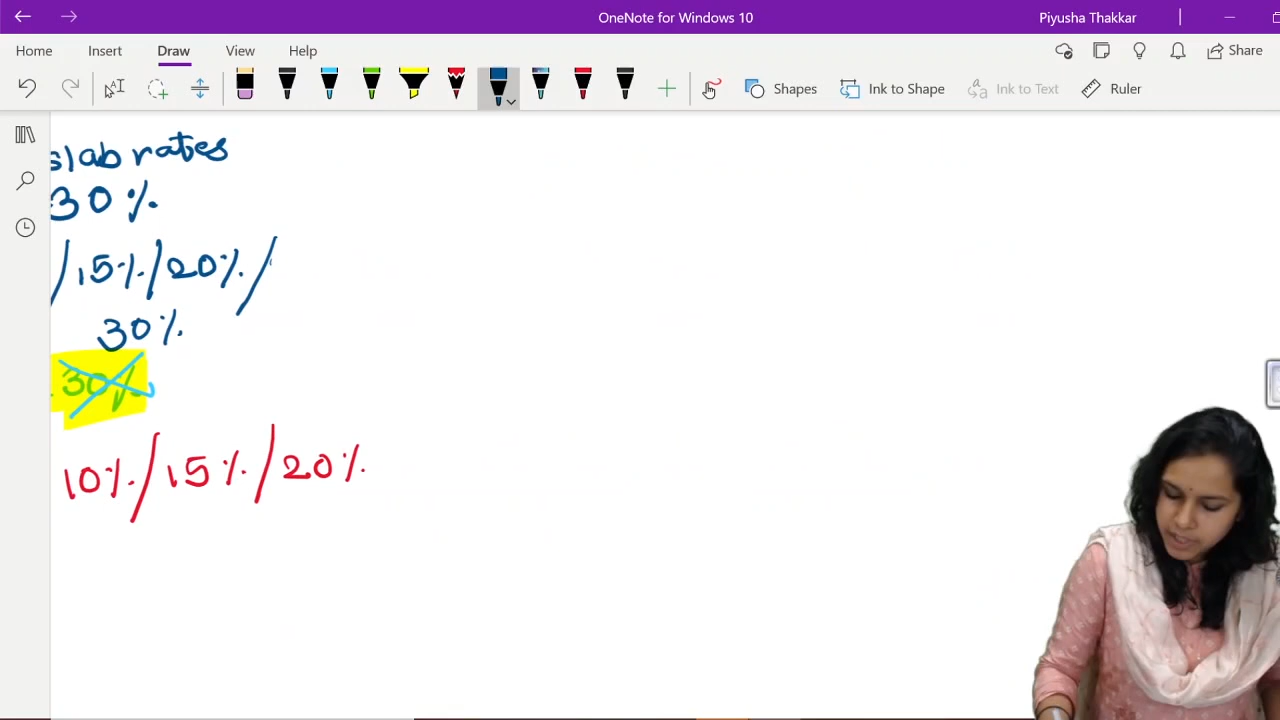 OneNote for Windows 10
Piyusha Thakkar
Home Insert Draw View Help
Share
Shapes
Ink to Shape
Ink to Text
Ruler
slab rates
30%
/15%/20%/
30%
30%
10%/15%/20%